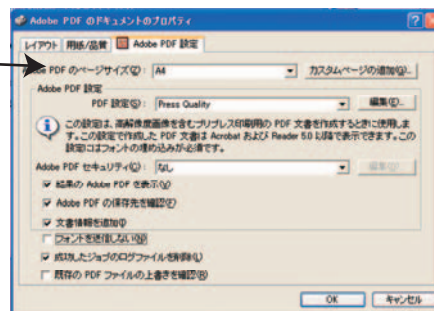 Adobe PDF のドキュメントのプロパティ
レイアウト 用紙/品質 Adobe PDF 設定
Adobe PDF のページサイズ(Z): A4 カスタムページの追加(G)...
Adobe PDF 設定
PDF 設定(S): Press Quality 編集(E)...
この設定は、高解像度画像を含むプリプレス印刷用の PDF 文書を作成するときに使用しま
す。この設定で作成した PDF 文書は Acrobat および Reader 5.0 以降で表示できます。この
設定にはフォントの埋め込みが必須です。
Adobe PDF セキュリティ(C): なし
結果の Adobe PDF を表示(V)
Adobe PDF の保存先を確認(F)
文書情報を追加(I)
フォントを送信しない(N)
成功したジョブのログファイルを削除(L)
既存の PDF ファイルの上書きを確認(R)
OK キャンセル